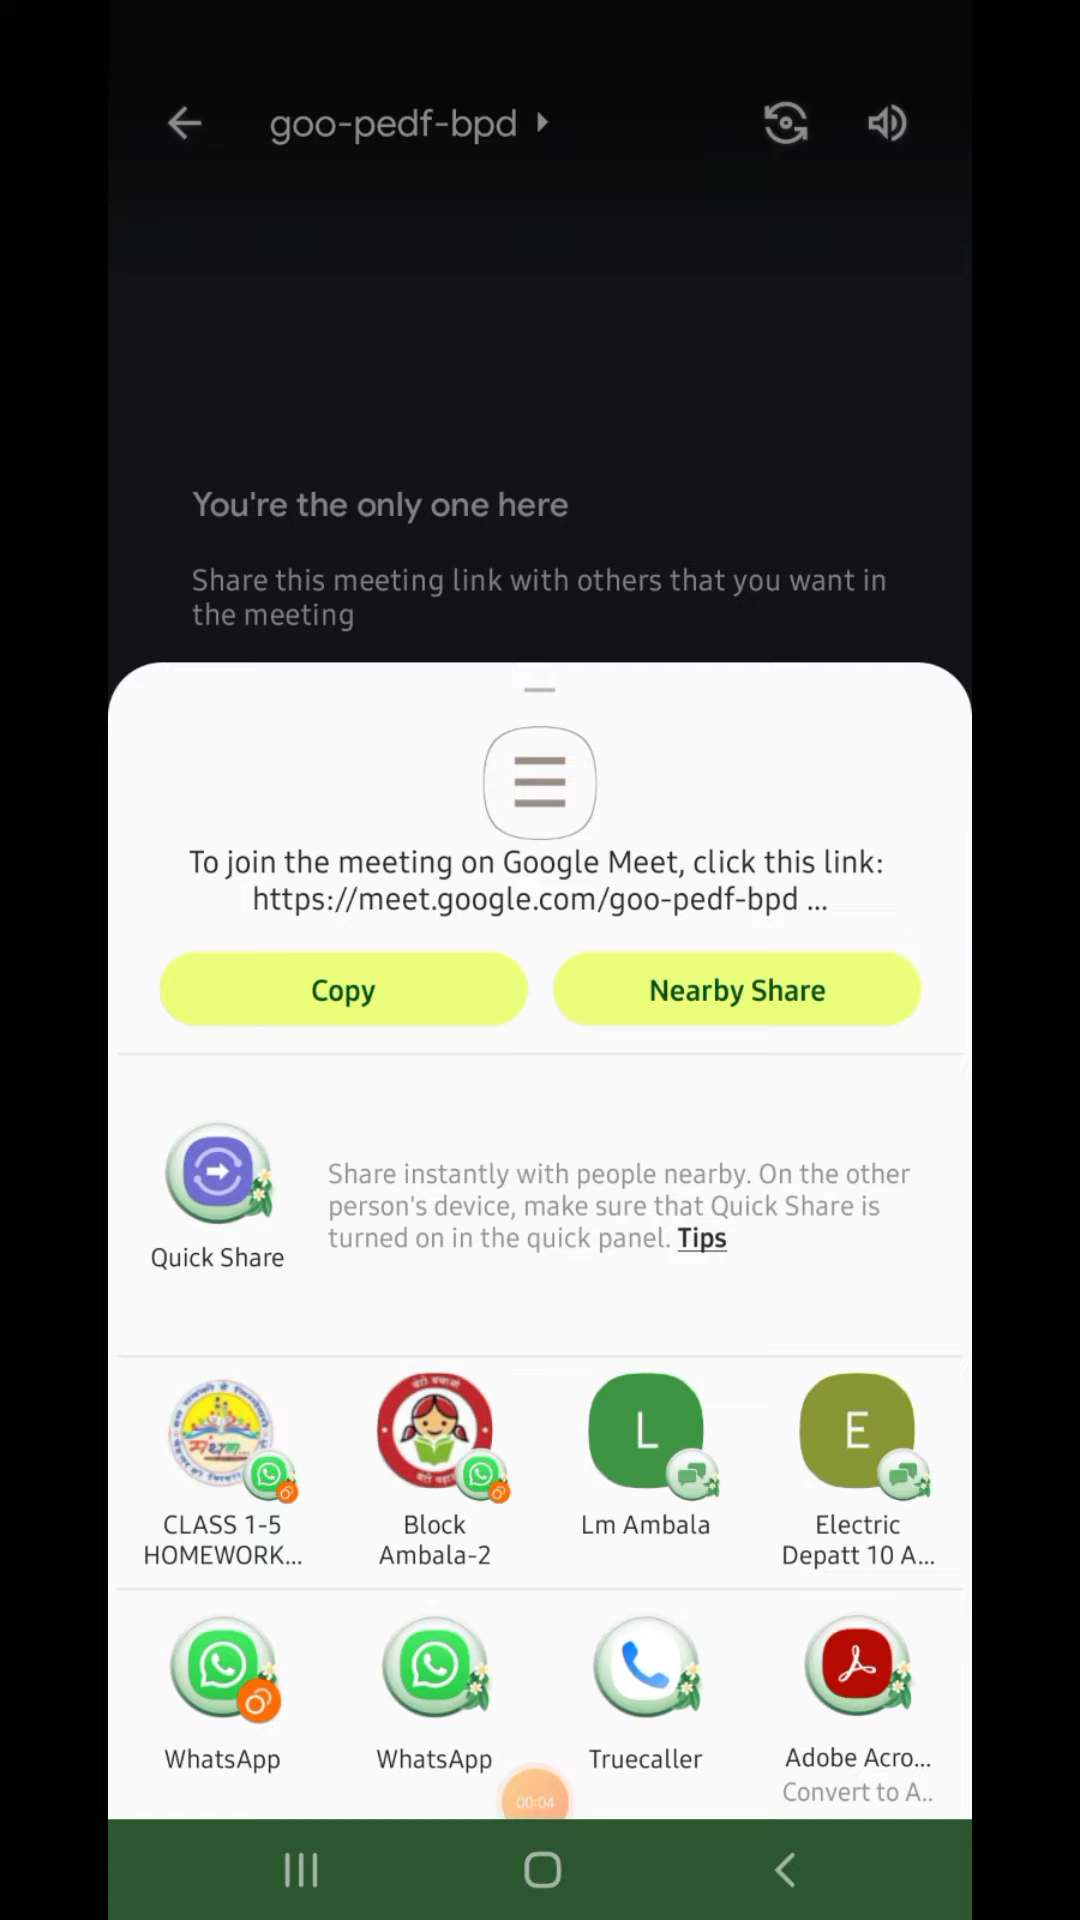 goo-pedf-bpd
You're the only one here
Share this meeting link with others that you want in
the meeting
To join the meeting on Google Meet, click this link:
https://meet.google.com/goo-pedf-bpd ...
Copy
Nearby Share
Share instantly with people nearby. On the other
person's device, make sure that Quick Share is
turned on in the quick panel. Tips
Quick Share
मंथन
CLASS 1-5
HOMEWORK...
Block
Ambala-2
L
Lm Ambala
E
Electric
Depatt 10 A...
WhatsApp
WhatsApp
Truecaller
Adobe Acro...
Convert to A..
00:04